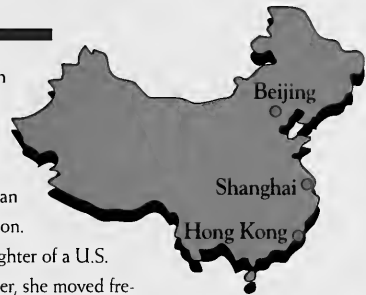 Beijing
an
Shanghai
on.
Hong Kong
ghter of a U.S.
er, she moved fre-